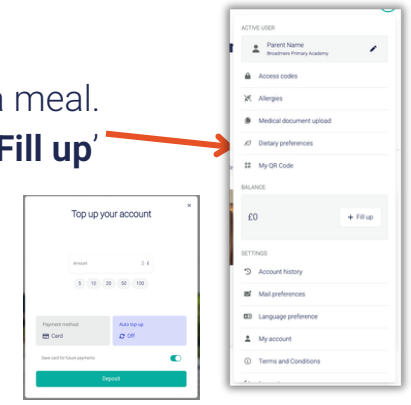 a meal.
Fill up'
Top up your account
×
Amount
5 10 20 50 100
Payment method
Card
Auto top-up
Off
Save card for future payments
Deposit
ACTIVE USER
Parent Name
Broadmere Primary Academy
Access codes
Allergies
Medical document upload
Dietary preferences
My QR Code
BALANCE
£0
+ Fill up
SETTINGS
Account history
Mail preferences
Language preference
My account
Terms and Conditions